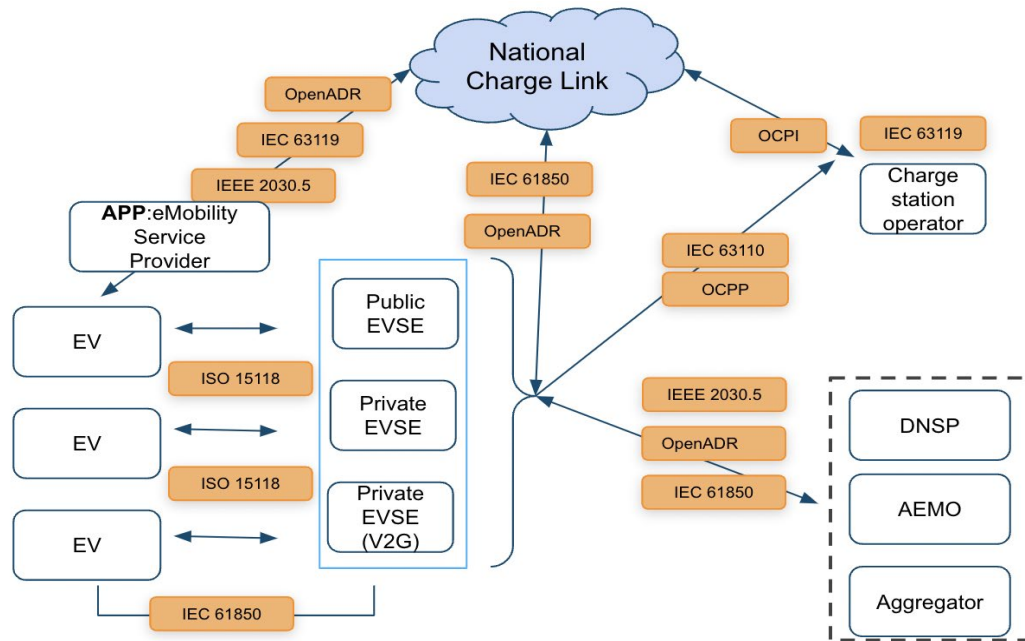 National
Charge Link
OpenADR
IEC 63119
IEEE 2030.5
APP:eMobility
Service
Provider
OCPI
IEC 63119
Charge
station
operator
IEC 61850
OpenADR
IEC 63110
OCPP
EV
ISO 15118
EV
ISO 15118
EV
Public
EVSE
Private
EVSE
Private
EVSE
(V2G)
IEC 61850
IEEE 2030.5
OpenADR
IEC 61850
DNSP
AEMO
Aggregator